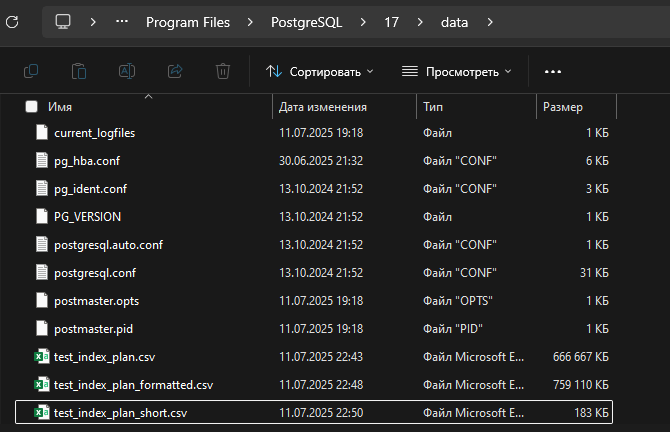 ... Program Files PostgreSQL 17 data
Сортировать Просмотреть ...
Имя Дата изменения Тип Размер
current_logfiles 11.07.2025 19:18 Файл 1 КБ
pg_hba.conf 30.06.2025 21:32 Файл "CONF" 6 КБ
pg_ident.conf 13.10.2024 21:52 Файл "CONF" 3 КБ
PG_VERSION 13.10.2024 21:52 Файл 1 КБ
postgresql.auto.conf 13.10.2024 21:52 Файл "CONF" 1 КБ
postgresql.conf 13.10.2024 21:52 Файл "CONF" 31 КБ
postmaster.opts 11.07.2025 19:18 Файл "OPTS" 1 КБ
postmaster.pid 11.07.2025 19:18 Файл "PID" 1 КБ
test_index_plan.csv 11.07.2025 22:43 Файл Microsoft E... 666 667 КБ
test_index_plan_formatted.csv 11.07.2025 22:48 Файл Microsoft E... 759 110 КБ
test_index_plan_short.csv 11.07.2025 22:50 Файл Microsoft E... 183 КБ